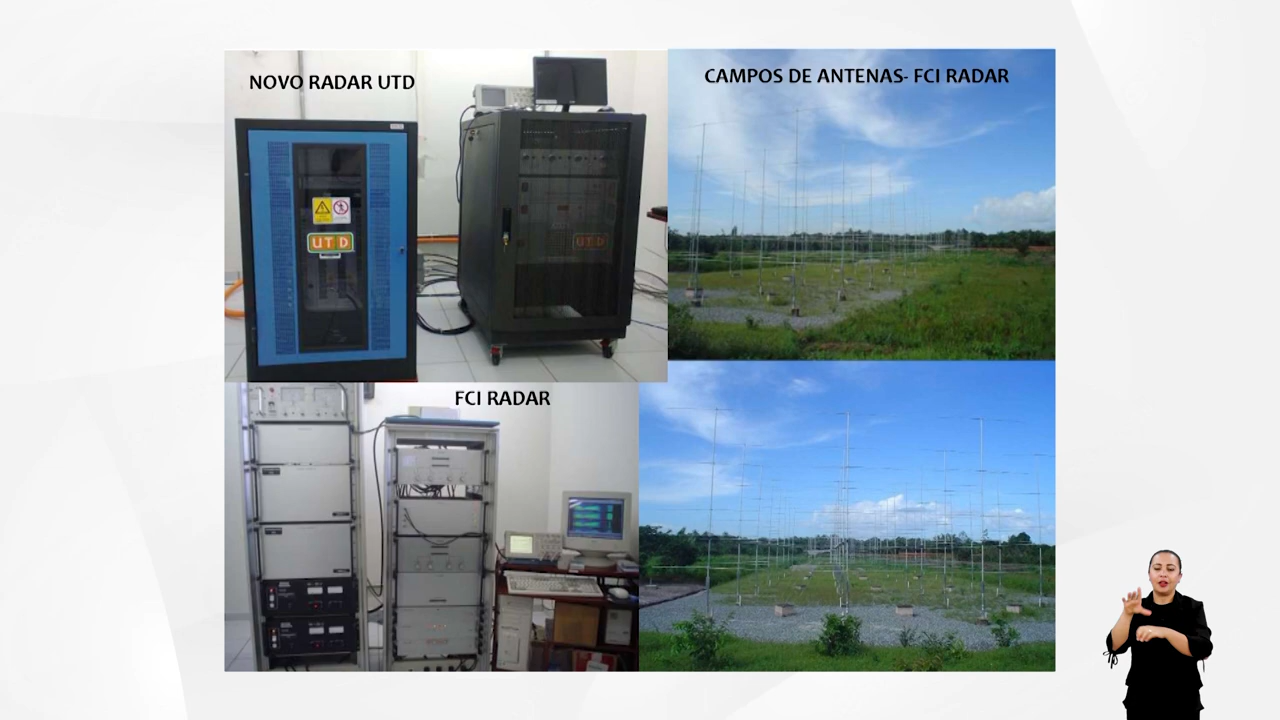 NOVO RADAR UTD
CAMPOS DE ANTENAS- FCI RADAR
UTD
UTD
FCI RADAR